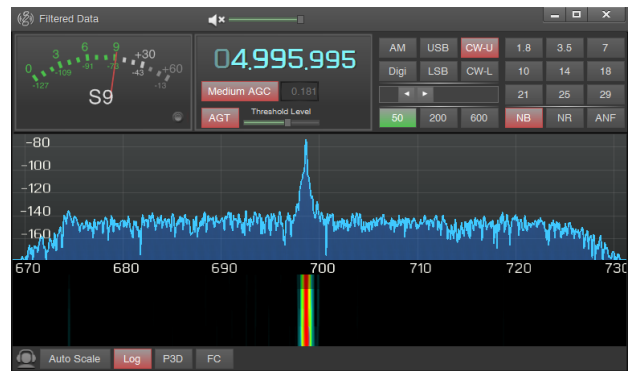 Filtered Data
0 3 6 9 +30 +60
-127 -109 -91 -73 -43 -13
S9
04.995.995
Medium AGC 0.181
AGT Threshold Level
AM USB CW-U 1.8 3.5 7
Digi LSB CW-L 10 14 18
21 25 29
50 200 600 NB NR ANF
-80
-100
-120
-140
-160
670 680 690 700 710 720 730
Auto Scale Log P3D FC